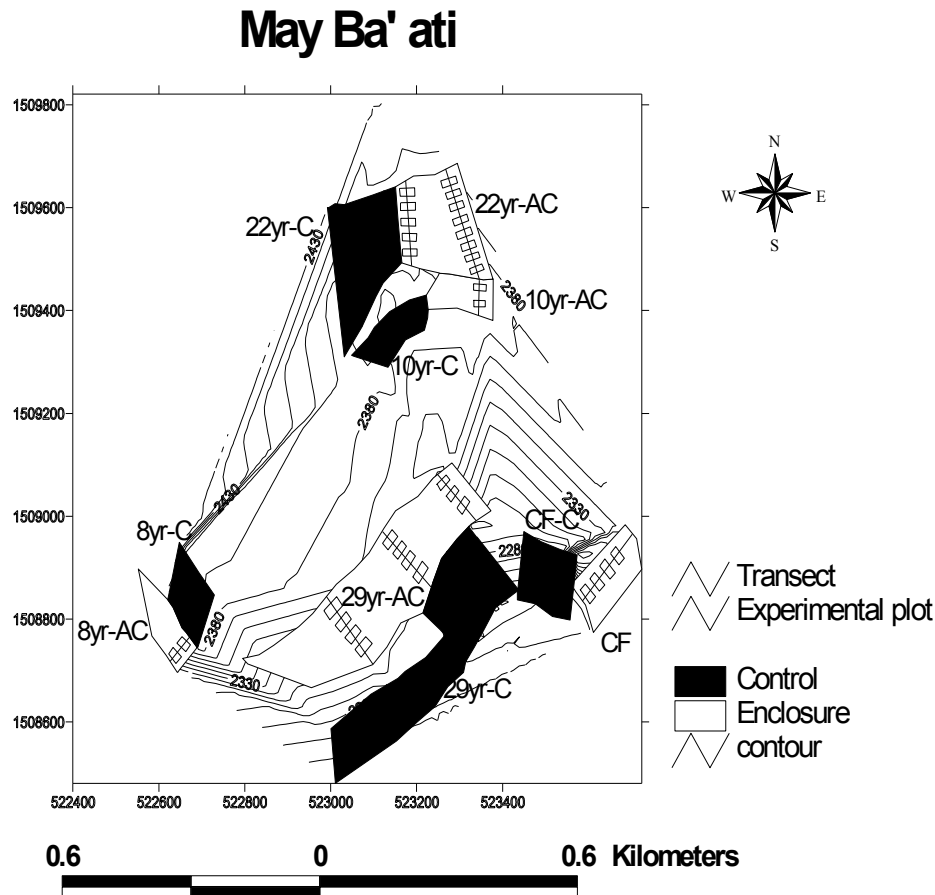 May Ba' ati
1509800
1509600
1509400
1509200
1509000
1508800
1508600
522400 522600 522800 523000 523200 523400
N
W E
S
22yr-C
22yr-AC
2430
2380
10yr-AC
10yr-C
2380
2430
2330
8yr-C
CF-C
228
29yr-AC
8yr-AC
2380
CF
2330
29yr-C
Transect
Experimental plot
Control
Enclosure
contour
0.6 0 0.6 Kilometers